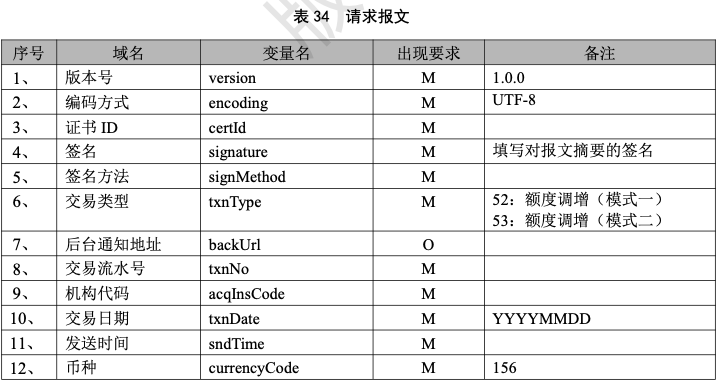 版
表 34 请求报文
序号 域名 变量名 出现要求 备注
1、 版本号 version M 1.0.0
2、 编码方式 encoding M UTF-8
3、 证书 ID certId M
4、 签名 signature M 填写对报文摘要的签名
5、 签名方法 signMethod M
6、 交易类型 txnType M 52：额度调增（模式一）
53：额度调增（模式二）
7、 后台通知地址 backUrl O
8、 交易流水号 txnNo M
9、 机构代码 acqInsCode M
10、 交易日期 txnDate M YYYYMMDD
11、 发送时间 sndTime M
12、 币种 currencyCode M 156